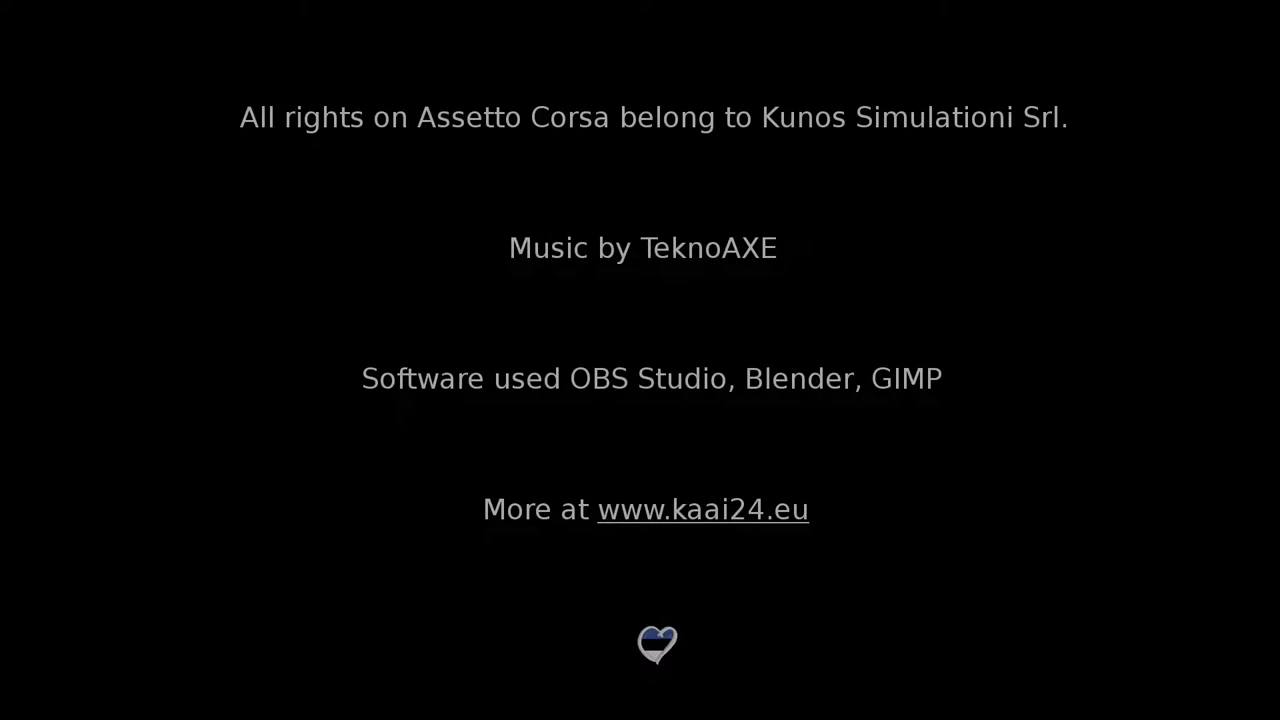 All rights on Assetto Corsa belong to Kunos Simulationi Srl.
Music by TeknoAXE
Software used OBS Studio, Blender, GIMP
More at www.kaai24.eu